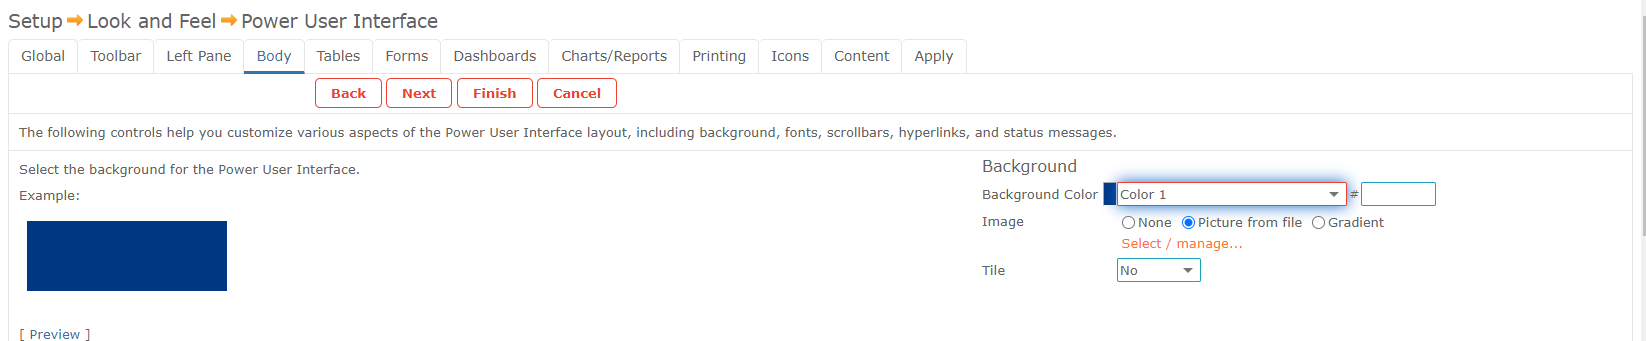 Setup Look and Feel Power User Interface
Global Toolbar Left Pane Body Tables Forms Dashboards Charts/Reports Printing Icons Content Apply
Back Next Finish Cancel
The following controls help you customize various aspects of the Power User Interface layout, including background, fonts, scrollbars, hyperlinks, and status messages.
Select the background for the Power User Interface.
Example:
[ Preview ]
Background
Background Color Color 1 #
Image None Picture from file Gradient
Select / manage...
Tile No